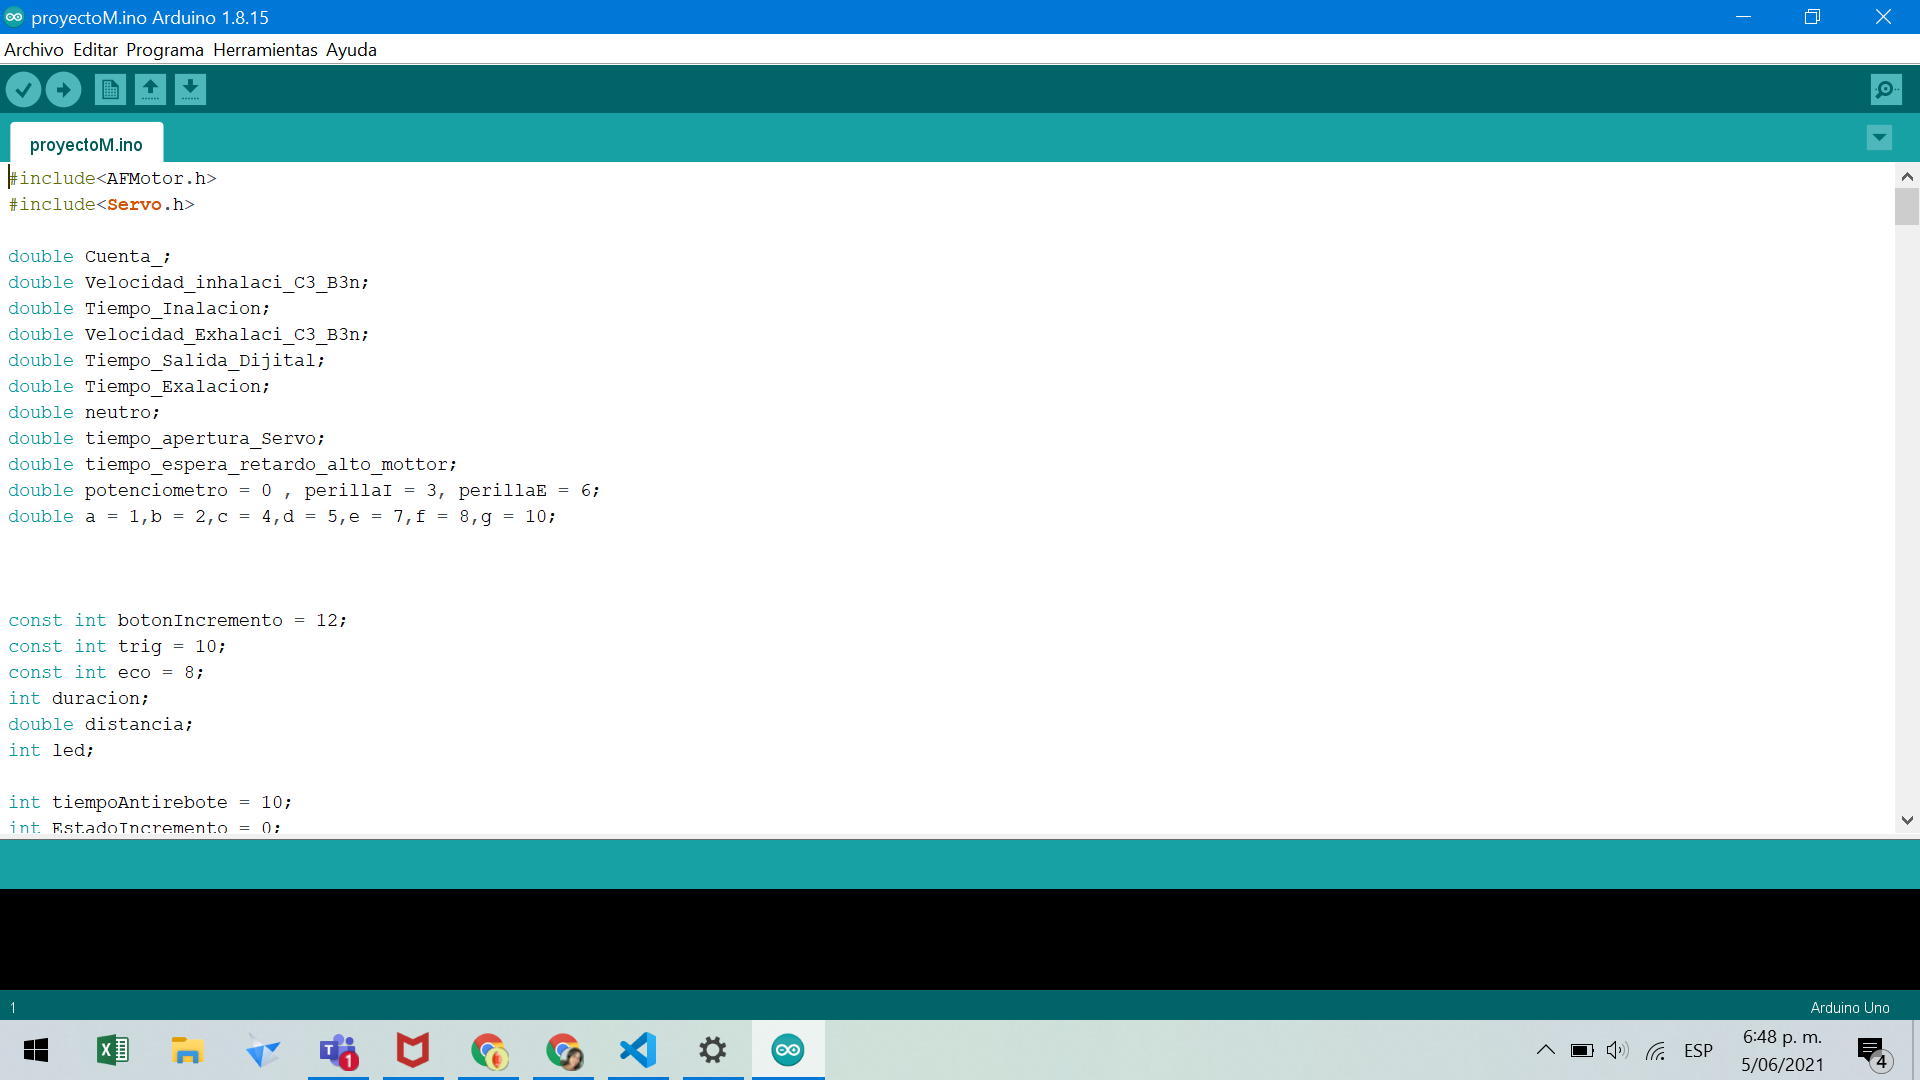 proyectoM.ino Arduino 1.8.15
Archivo Editar Programa Herramientas Ayuda
proyectoM.ino
#include<AFMotor.h>
#include<Servo.h>
double Cuenta_;
double Velocidad_inhalaci_C3_B3n;
double Tiempo_Inalacion;
double Velocidad_Exhalaci_C3_B3n;
double Tiempo_Salida_Dijital;
double Tiempo_Exalacion;
double neutro;
double tiempo_apertura_Servo;
double tiempo_espera_retardo_alto_mottor;
double potenciometro = 0 , perillaI = 3, perillaE = 6;
double a = 1,b = 2,c = 4,d = 5,e = 7,f = 8,g = 10;
const int botonIncremento = 12;
const int trig = 10;
const int eco = 8;
int duracion;
double distancia;
int led;
int tiempoAntirebote = 10;
int EstadoIncremento = 0;
1
Arduino Uno
T 1
ESP
6:48 p. m.
5/06/2021
4